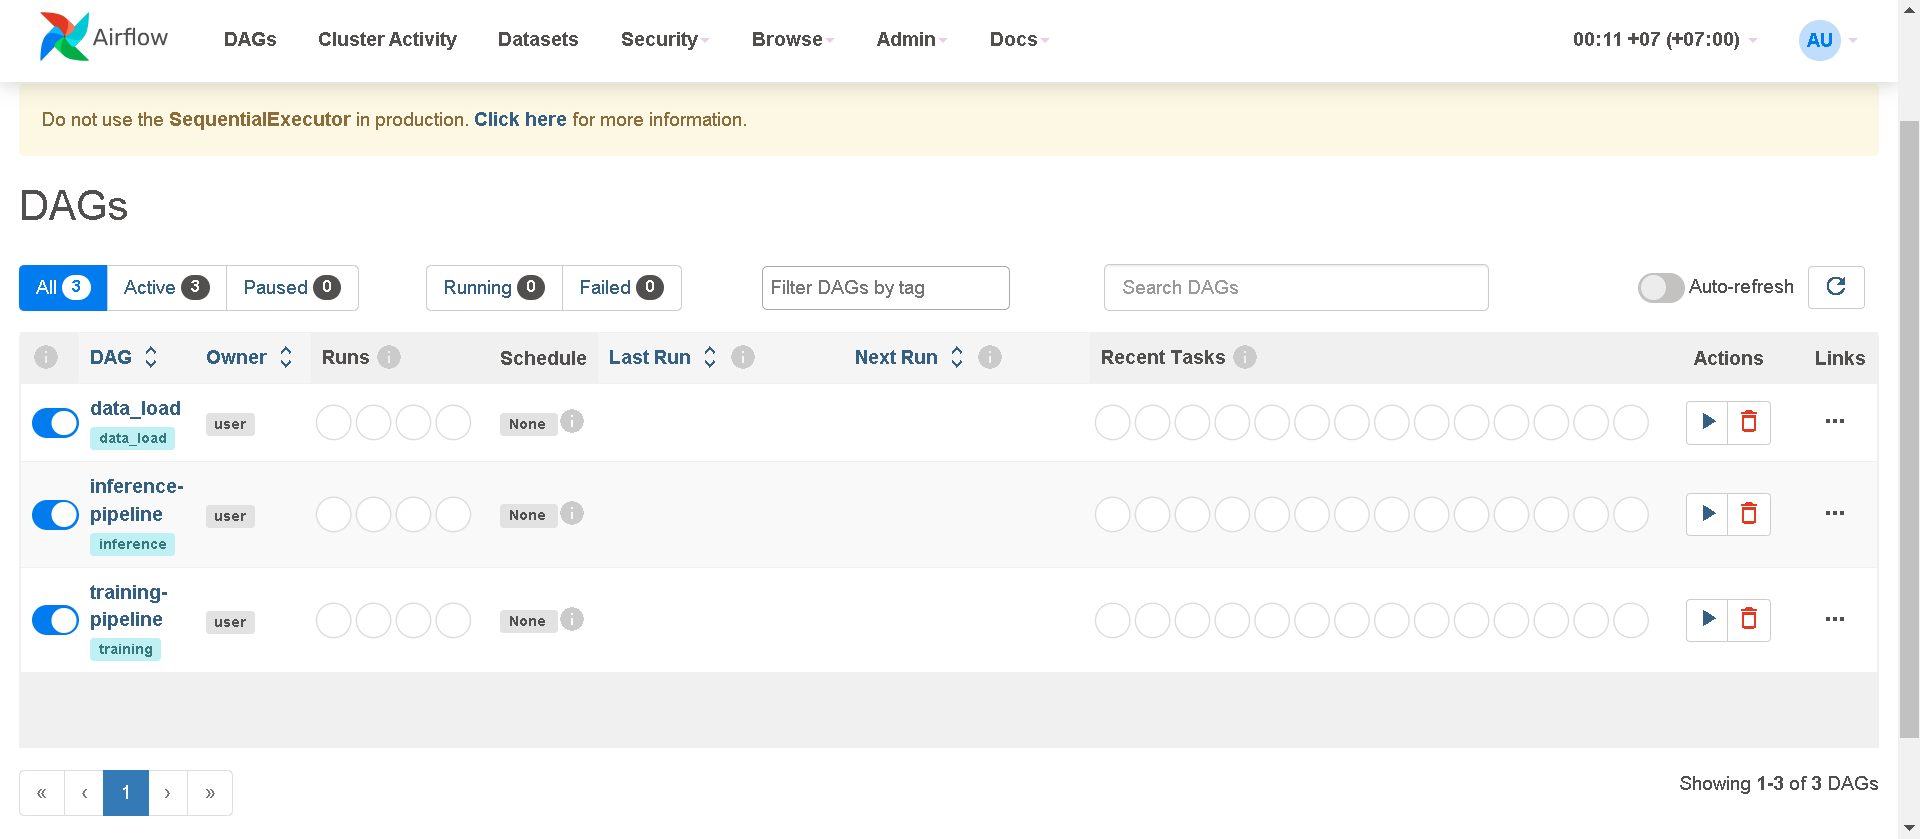 Airflow DAGs Cluster Activity Datasets Security Browse Admin Docs 00:11 +07 (+07:00) AU
Do not use the SequentialExecutor in production. Click here for more information.
DAGs
All 3 Active 3 Paused 0 Running 0 Failed 0 Filter DAGs by tag Search DAGs Auto-refresh
i DAG Owner Runs i Schedule Last Run i Next Run i Recent Tasks i Actions Links
data_load
data_load user None i ...
inference-
pipeline user None i ...
inference
training-
pipeline user None i ...
training
« ‹ 1 › »
Showing 1-3 of 3 DAGs